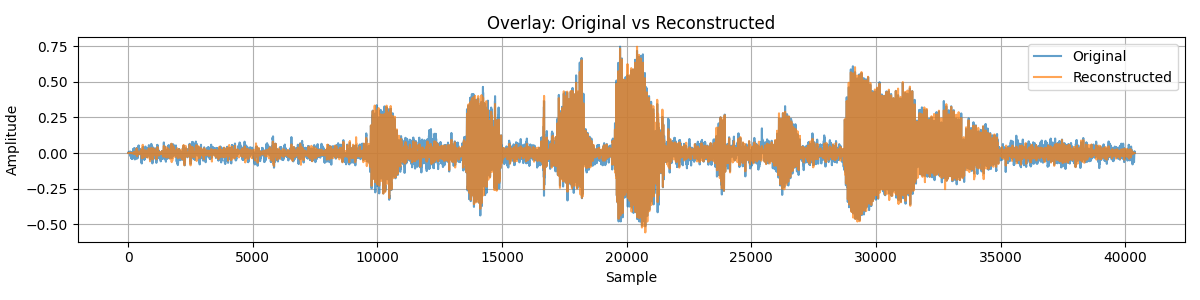 Overlay: Original vs Reconstructed
Amplitude
0.75
0.50
0.25
0.00
−0.25
−0.50
Original
Reconstructed
0 5000 10000 15000 20000 25000 30000 35000 40000
Sample